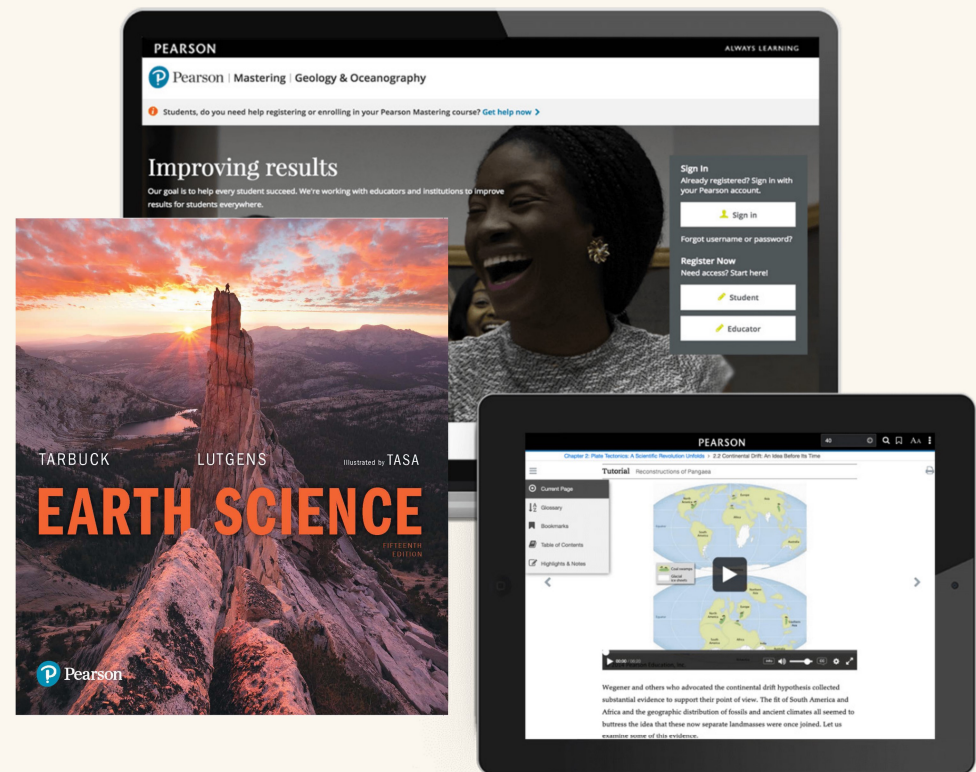 PEARSON
ALWAYS LEARNING
Pearson | Mastering | Geology & Oceanography
Students, do you need help registering or enrolling in your Pearson Mastering course? Get help now >
Improving results
Our goal is to help every student succeed. We're working with educators and institutions to improve
results for students everywhere.
Sign In
Already registered? Sign in with
your Pearson account.
Sign in
Forgot username or password?
Register Now
Need access? Start here!
Student
Educator
TARBUCK
LUTGENS
Illustrated by TASA
EARTH SCIENCE
FIFTEENTH
EDITION
Pearson
PEARSON
40
AA
Chapter 2: Plate Tectonics: A Scientific Revolution Unfolds > 2.2 Continental Drift: An Idea Before Its Time
Tutorial Reconstructions of Pangaea
Current Page
Glossary
Bookmarks
Table of Contents
Highlights & Notes
Coal swamps
Glacial
ice sheets
Wegener and others who advocated the continental drift hypothesis collected
substantial evidence to support their point of view. The fit of South America and
Africa and the geographic distribution of fossils and ancient climates all seemed to
buttress the idea that these now separate landmasses were once joined. Let us
examine some of this evidence.